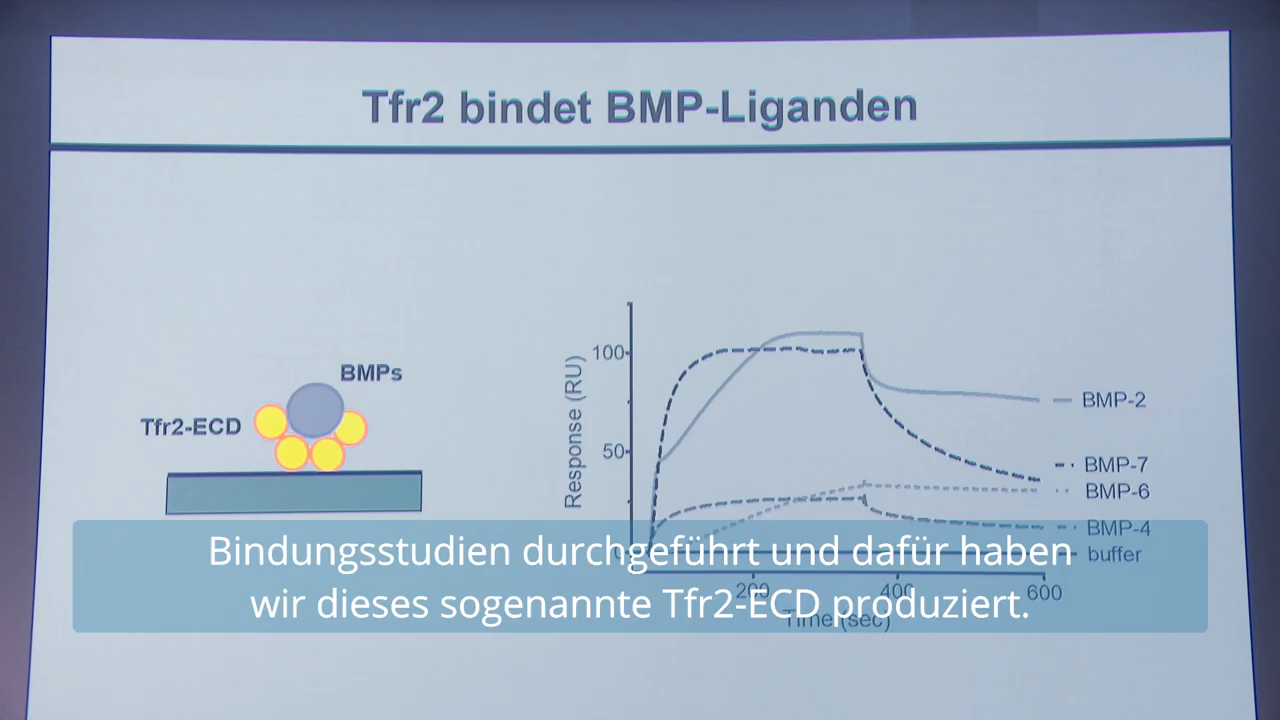 Tfr2 bindet BMP-Liganden
BMPs
Tfr2-ECD
Response (RU)
100
50
0
200
400
600
Time (sec)
BMP-2
BMP-7
BMP-6
BMP-4
buffer
Bindungsstudien durchgeführt und dafür haben
wir dieses sogenannte Tfr2-ECD produziert.